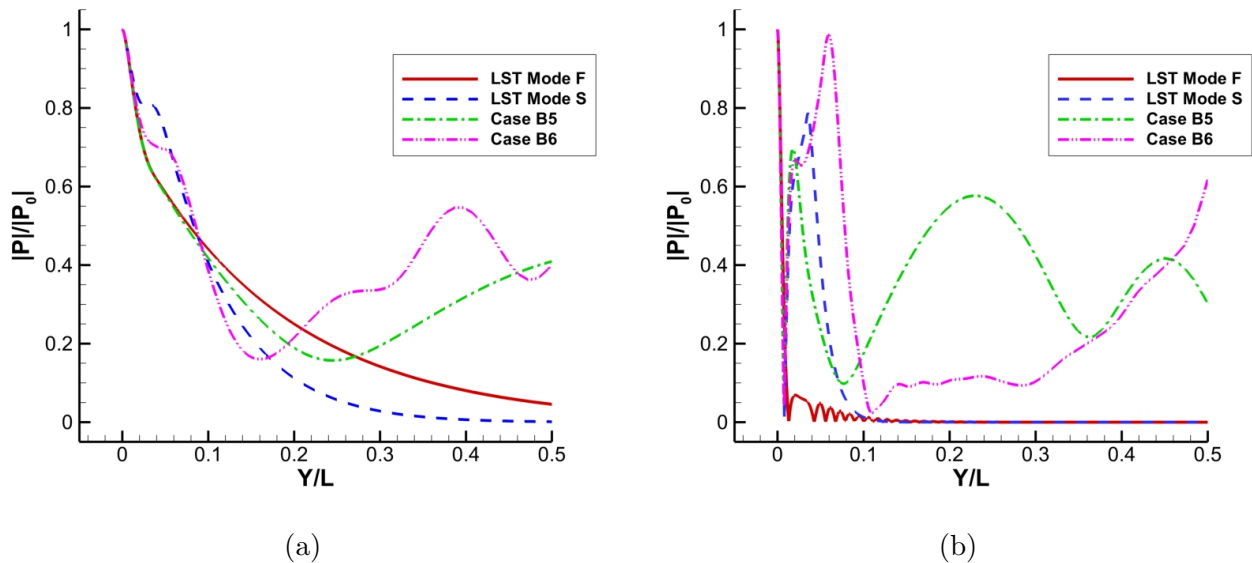 |P|/|P₀|
1
0.8
0.6
0.4
0.2
0
0 0.1 0.2 0.3 0.4 0.5
Y/L
LST Mode F
LST Mode S
Case B5
Case B6
(a)
|P|/|P₀|
1
0.8
0.6
0.4
0.2
0
0 0.1 0.2 0.3 0.4 0.5
Y/L
LST Mode F
LST Mode S
Case B5
Case B6
(b)